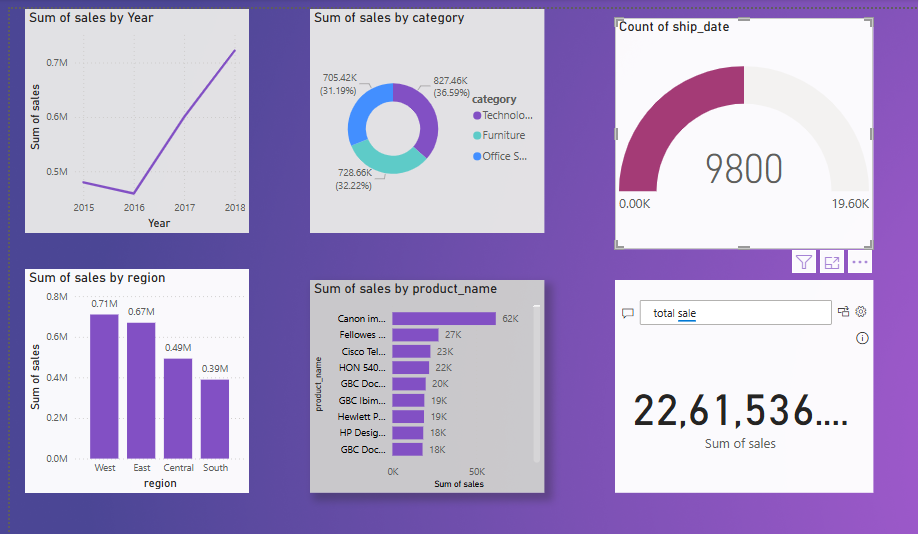 Sum of sales by Year
0.7M
0.6M
0.5M
Sum of sales
2015 2016 2017 2018
Year
Sum of sales by category
705.42K
(31.19%)
827.46K
(36.59%)
728.66K
(32.22%)
category
Technolo...
Furniture
Office S...
Count of ship_date
9800
0.00K 19.60K
Sum of sales by region
0.8M
0.6M
0.4M
0.2M
0.0M
Sum of sales
0.71M
0.67M
0.49M
0.39M
West East Central South
region
Sum of sales by product_name
product_name
Canon im... 62K
Fellowes ... 27K
Cisco Tel... 23K
HON 540... 22K
GBC Doc... 20K
GBC Ibim... 19K
Hewlett P... 19K
HP Desig... 18K
GBC Doc... 18K
0K 50K
Sum of sales
total sale
22,61,536....
Sum of sales